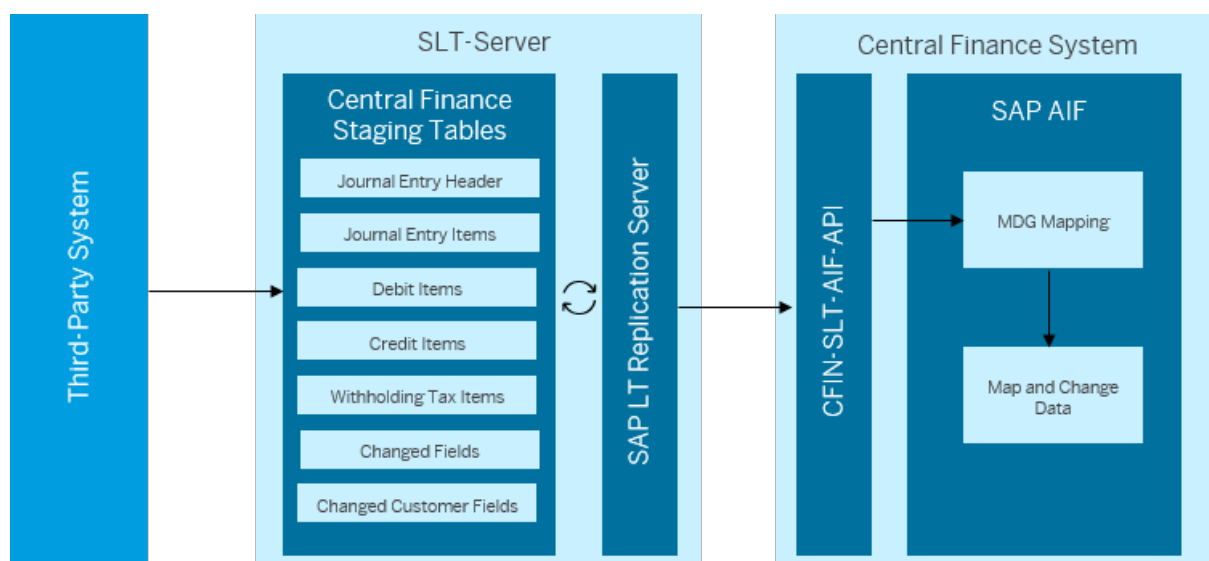 Third-Party System
SLT-Server
Central Finance
Staging Tables
Journal Entry Header
Journal Entry Items
Debit Items
Credit Items
Withholding Tax Items
Changed Fields
Changed Customer Fields
SAP LT Replication Server
Central Finance System
CFIN-SLT-AIF-API
SAP AIF
MDG Mapping
Map and Change
Data